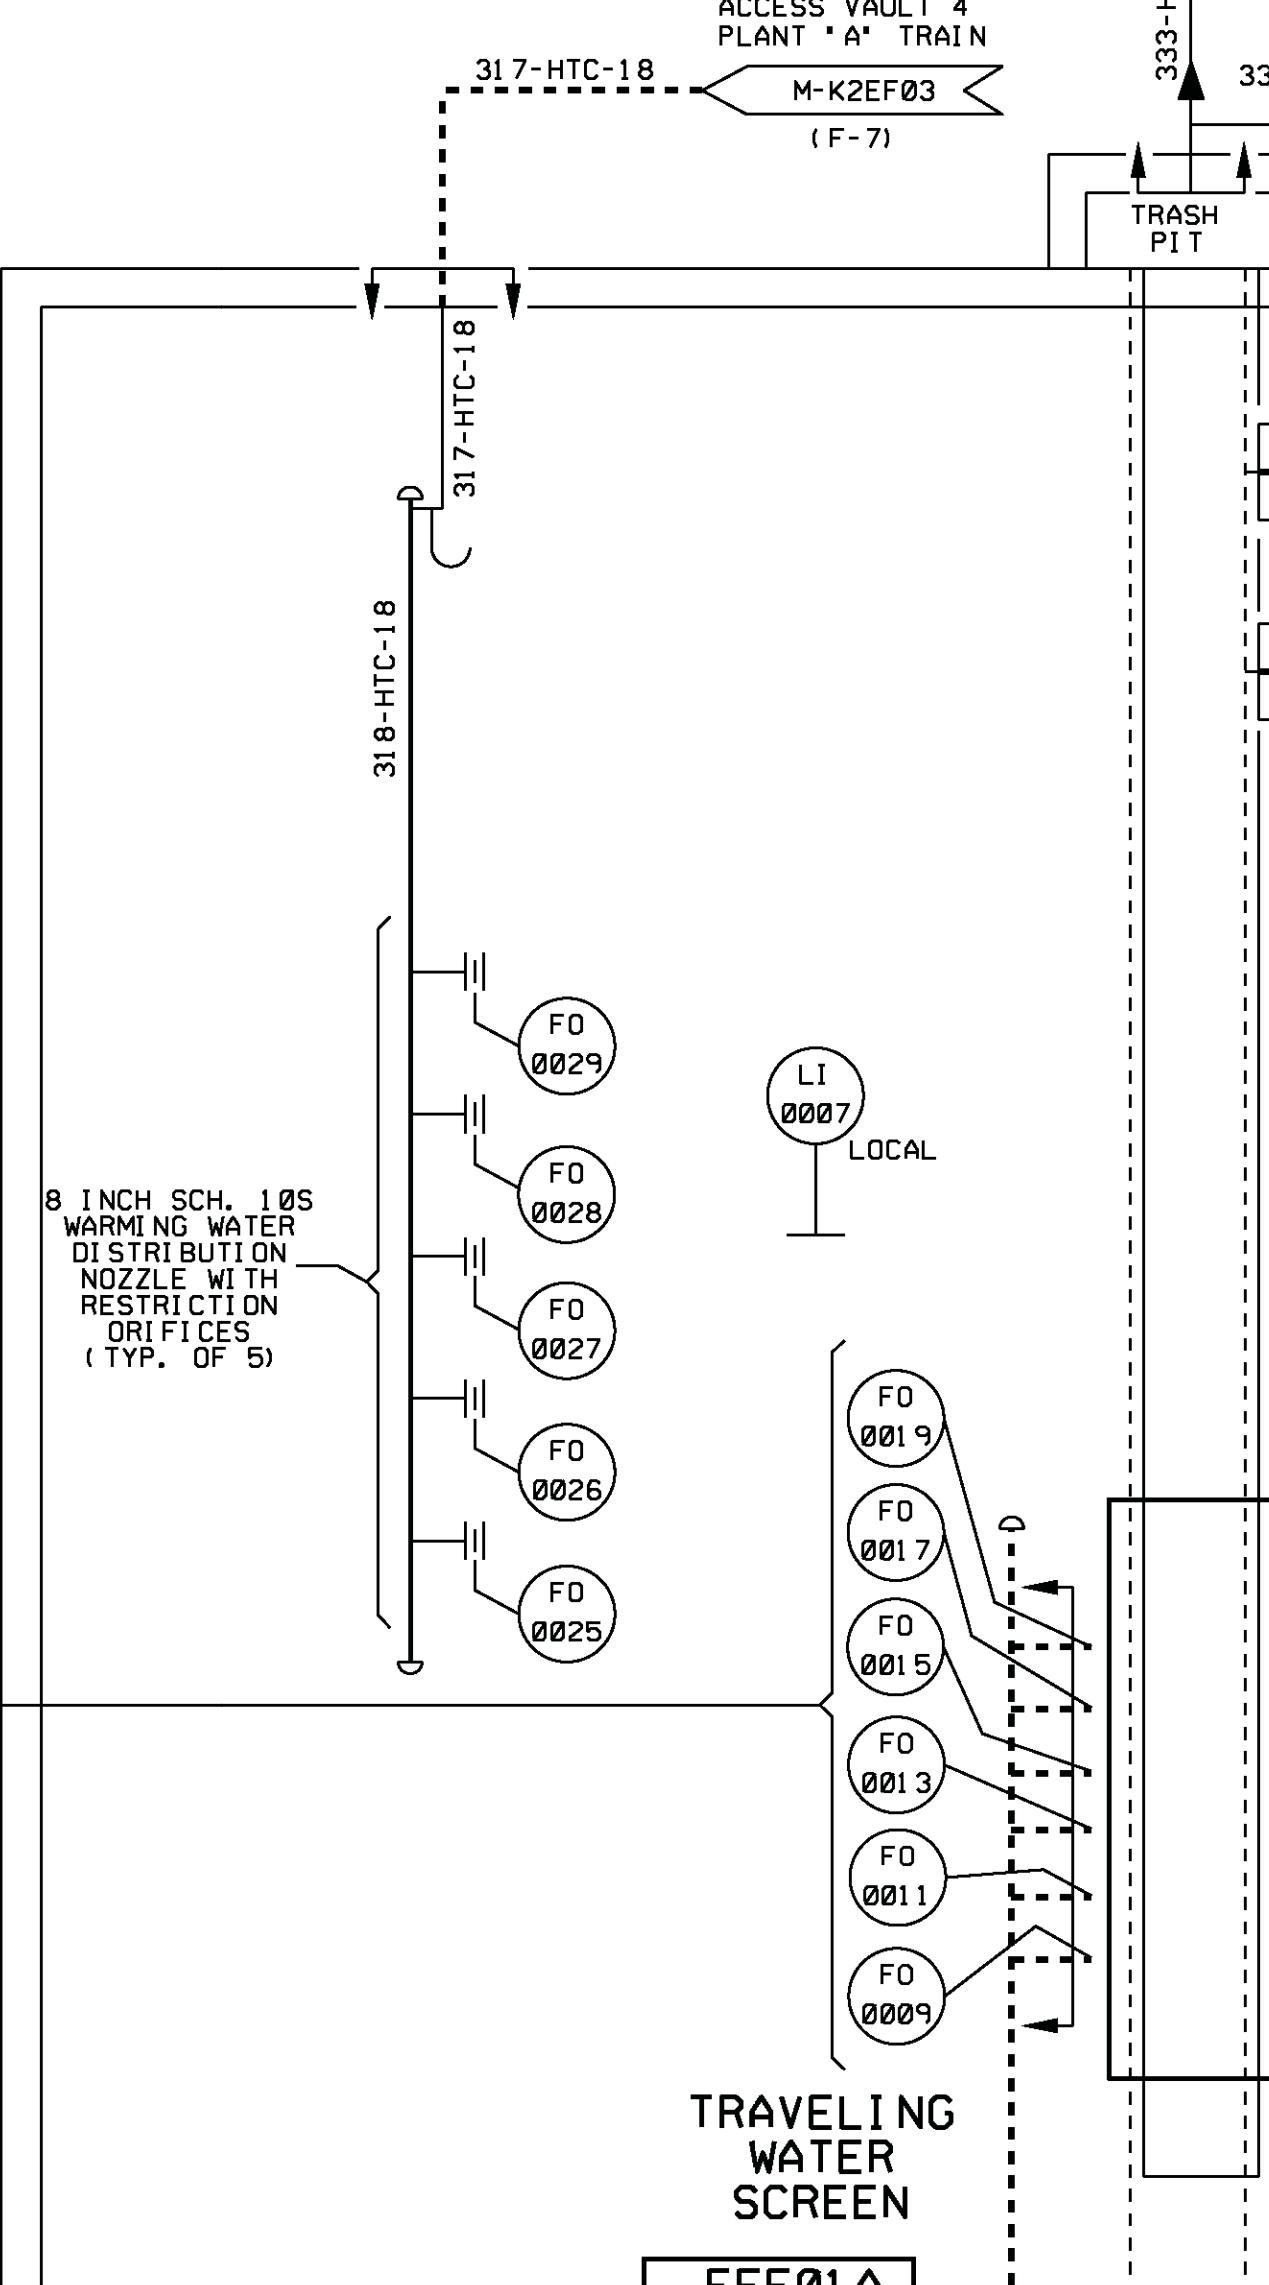 ACCESS VAULT 4
PLANT "A" TRAIN
317-HTC-18
M-K2EF03
(F-7)
333-H
33
TRASH
PIT
317-HTC-18
318-HTC-18
FO
0029
LI
0007
LOCAL
FO
0028
8 INCH SCH. 10S
WARMING WATER
DISTRIBUTION
NOZZLE WITH
RESTRICTION
ORIFICES
(TYP. OF 5)
FO
0027
FO
0026
FO
0025
FO
0019
FO
0017
FO
0015
FO
0013
FO
0011
FO
0009
TRAVELING
WATER
SCREEN